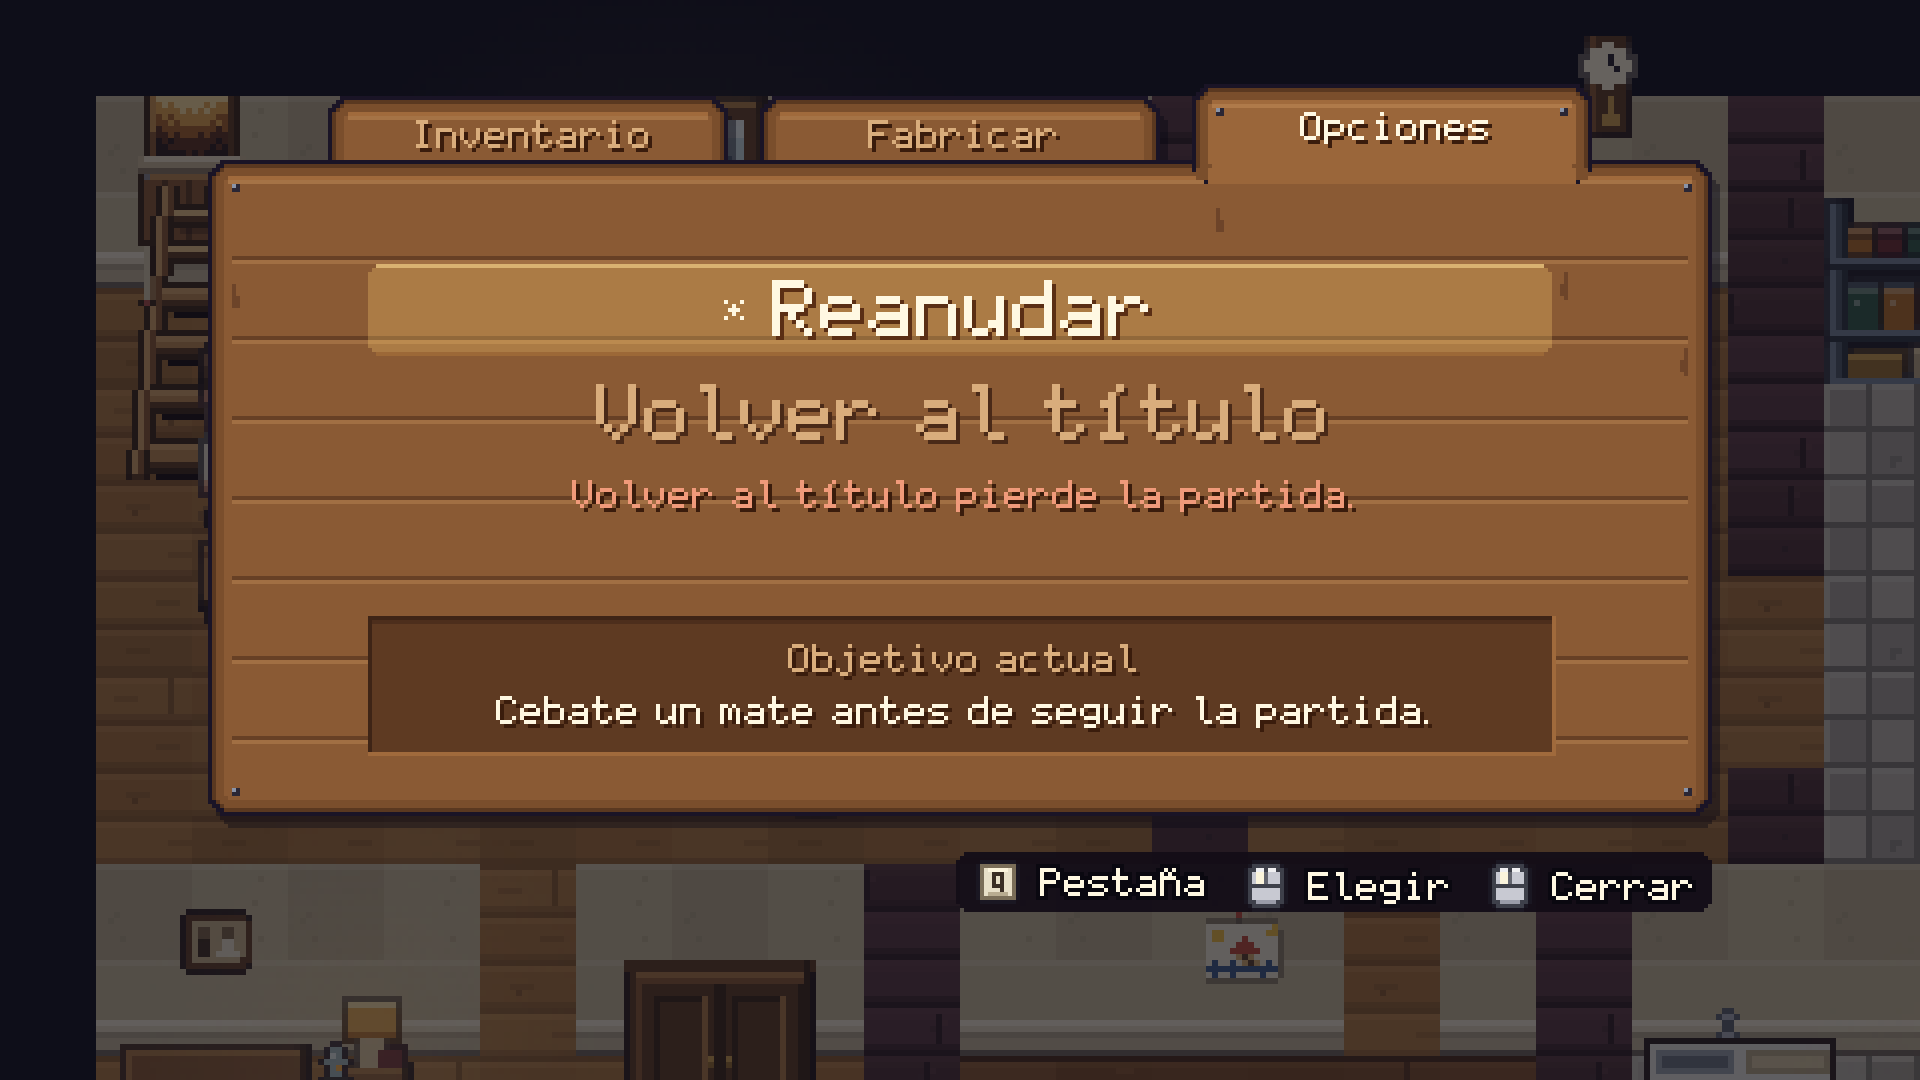 Inventario
Fabricar
Opciones
* Reanudar
Volver al título
Volver al título pierde la partida.
Objetivo actual
Cebate un mate antes de seguir la partida.
q Pestaña Elegir Cerrar